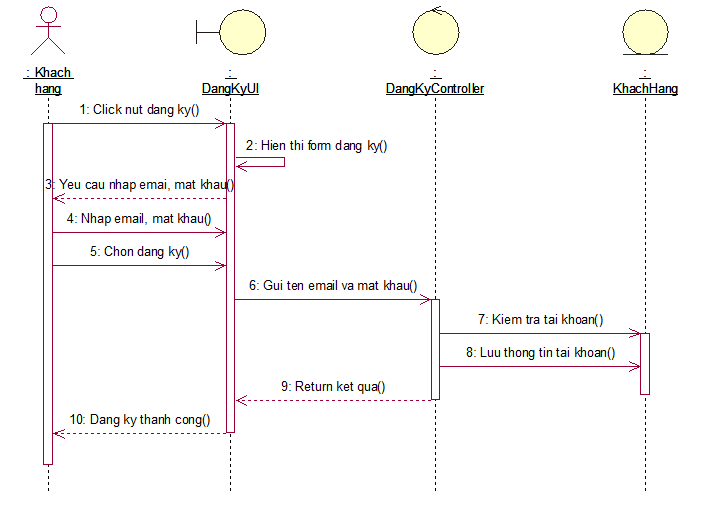 : Khach
hang
:
DangKyUI
:
DangKyController
:
KhachHang
1: Click nut dang ky()
2: Hien thi form dang ky()
3: Yeu cau nhap emai, mat khau()
4: Nhap email, mat khau()
5: Chon dang ky()
6: Gui ten email va mat khau()
7: Kiem tra tai khoan()
8: Luu thong tin tai khoan()
9: Return ket qua()
10: Dang ky thanh cong()